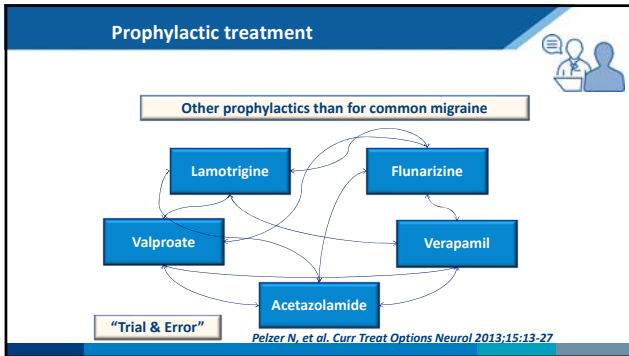 Prophylactic treatment
Other prophylactics than for common migraine
Lamotrigine
Flunarizine
Valproate
Verapamil
Acetazolamide
"Trial & Error"
Pelzer N, et al. Curr Treat Options Neurol 2013;15:13-27